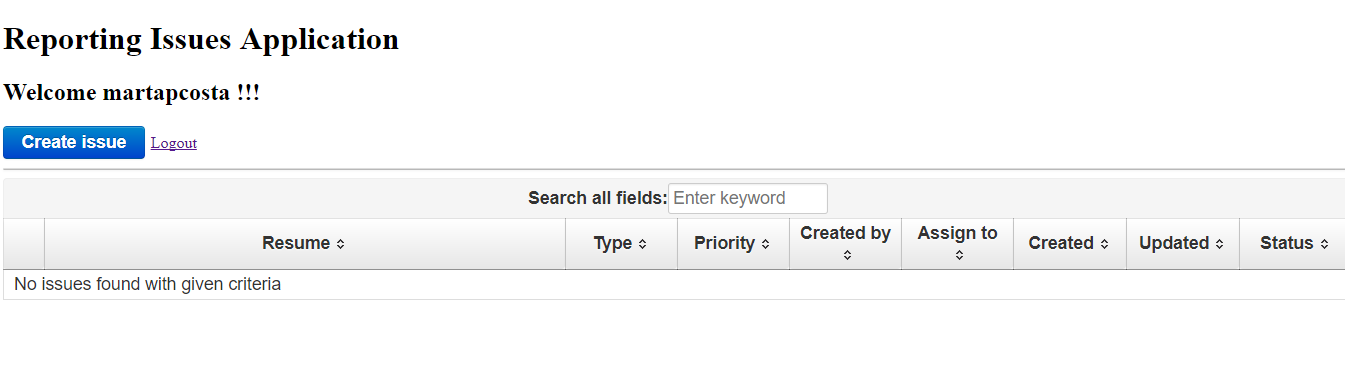 Reporting Issues Application
Welcome martapcosta !!!
Create issue Logout
Search all fields: Enter keyword
Resume Type Priority Created by Assign to Created Updated Status
No issues found with given criteria